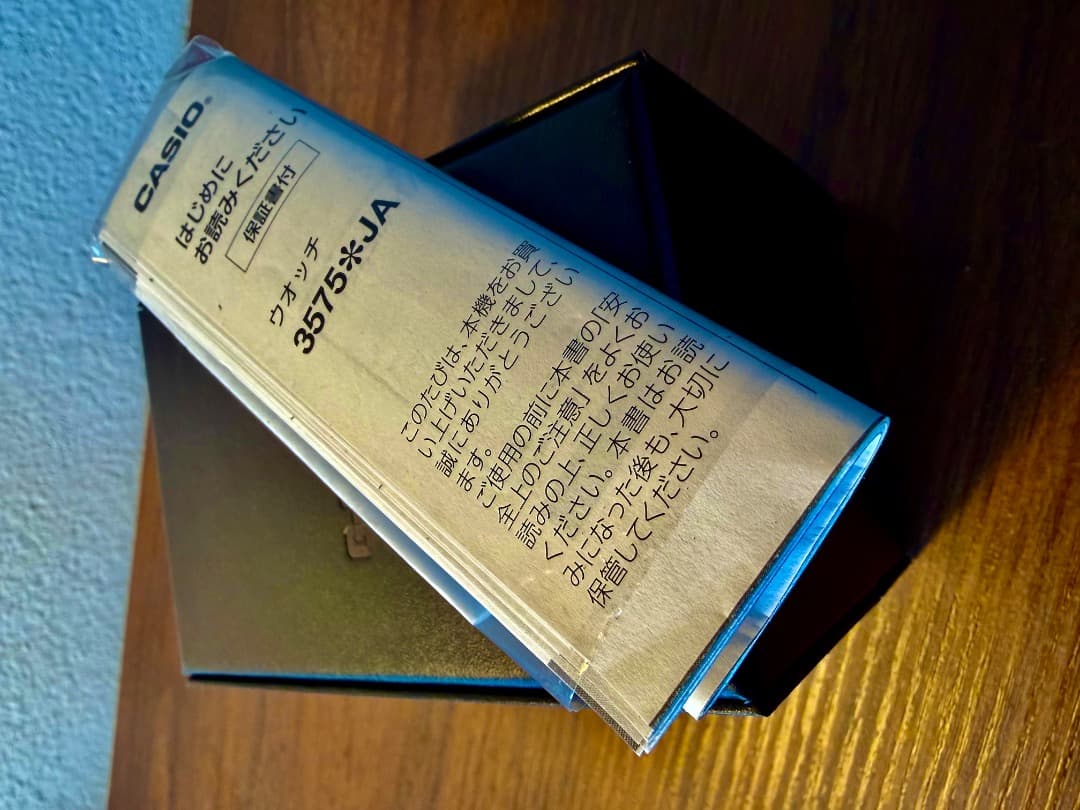 CASIO®
はじめに
お読みください
保証書付
ウオッチ
3575※JA
このたびは、本機をお買
い上げいただきまして、
誠にありがとうござい
ます。
ご使用の前に本書の「安
全上のご注意」をよくお
読みの上、正しくお使い
ください。本書はお読
みになった後も、大切に
保管してください。